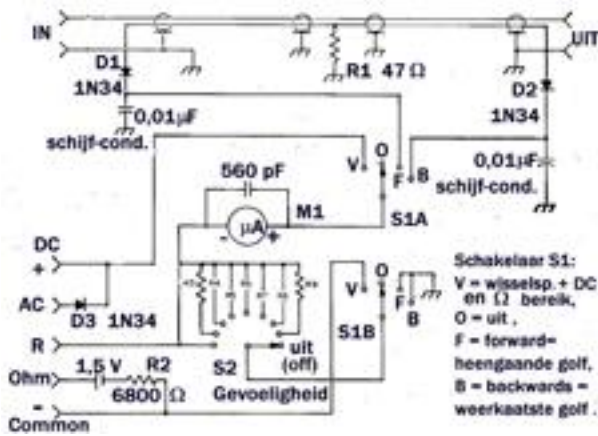 IN
UIT
D1
1N34
R1 47 Ω
D2
1N34
0,01μF
schijf-cond.
0,01μF
schijf-cond.
O
V
F
B
560 pF
M1
S1A
- μA +
DC
+
AC
D3 1N34
R
O
V
F
B
S1B
S2
uit
(off)
Gevoeligheid
1,5 V
R2
Ohm
6800 Ω
-
Common
Schakelaar S1:
V = wisselsp. + DC
en Ω bereik,
O = uit ,
F = forward=
heengaande golf,
B = backwards =
weerkaatste golf .